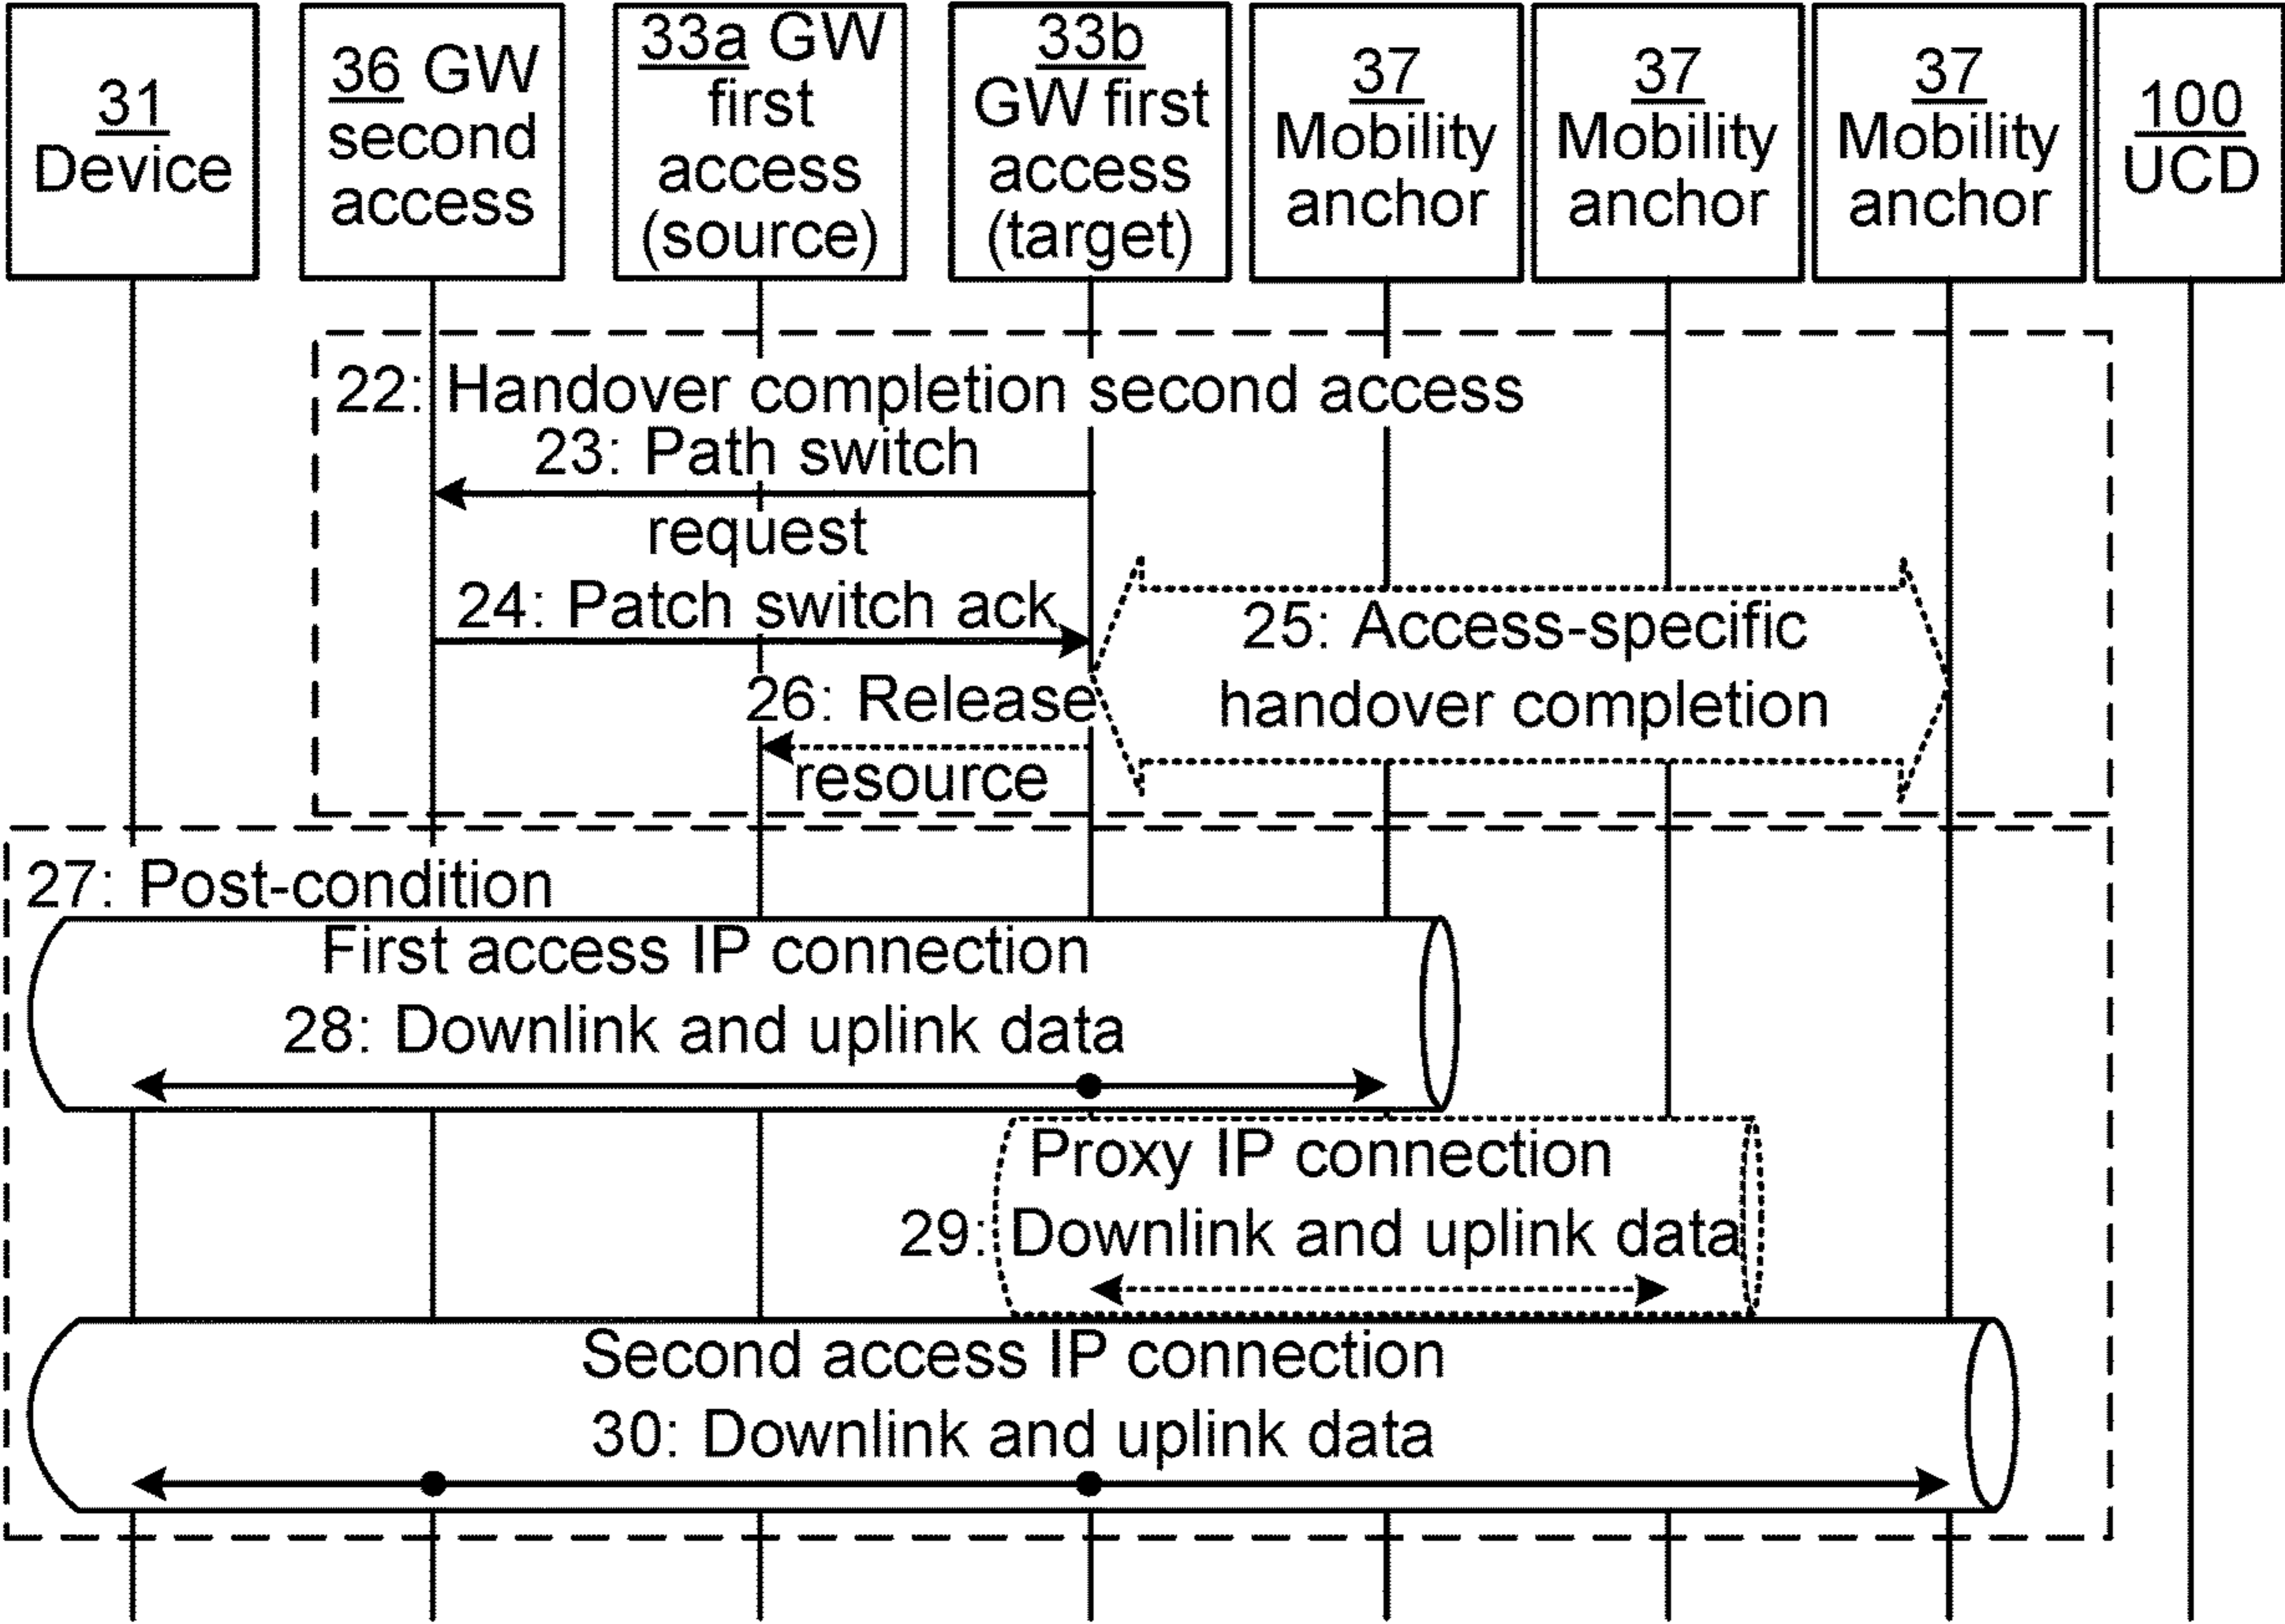 31
Device
36 GW
second
access
33a GW
first
access
(source)
33b
GW first
access
(target)
37
Mobility
anchor
37
Mobility
anchor
37
Mobility
anchor
100
UCD
22: Handover completion second access
23: Path switch
request
24: Patch switch ack
25: Access-specific
handover completion
26: Release
resource
27: Post-condition
First access IP connection
28: Downlink and uplink data
Proxy IP connection
29: Downlink and uplink data
Second access IP connection
30: Downlink and uplink data